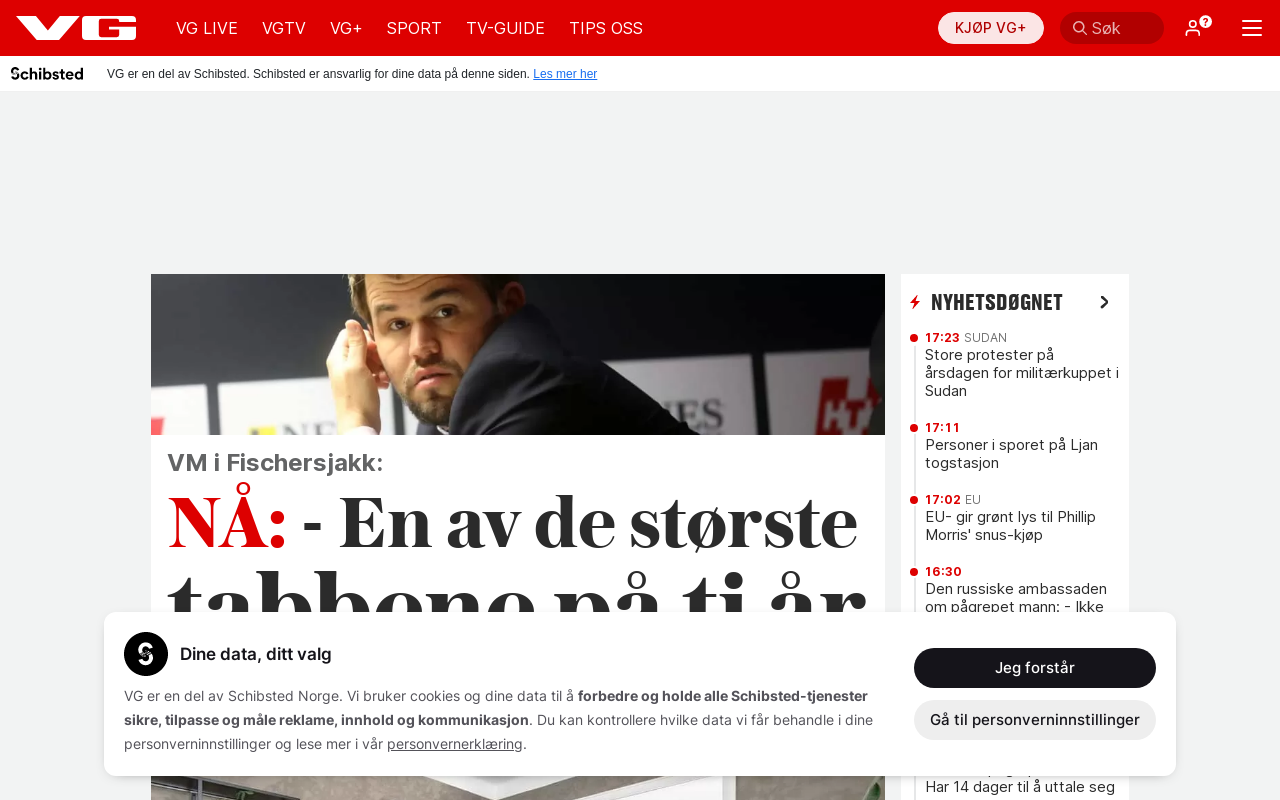 VG
VG LIVE
VGTV
VG+
SPORT
TV-GUIDE
TIPS OSS
KJØP VG+
Søk
Schibsted
VG er en del av Schibsted. Schibsted er ansvarlig for dine data på denne siden. Les mer her
VM i Fischersjakk:
NÅ: - En av de største
tabbene på ti år
NYHETSDØGNET
17:23 SUDAN
Store protester på
årsdagen for militærkuppet i
Sudan
17:11
Personer i sporet på Ljan
togstasjon
17:02 EU
EU- gir grønt lys til Phillip
Morris' snus-kjøp
16:30
Den russiske ambassaden
om pågrepet mann: - Ikke
Har 14 dager til å uttale seg
Dine data, ditt valg
VG er en del av Schibsted Norge. Vi bruker cookies og dine data til å forbedre og holde alle Schibsted-tjenester
sikre, tilpasse og måle reklame, innhold og kommunikasjon. Du kan kontrollere hvilke data vi får behandle i dine
personverninnstillinger og lese mer i vår personvernerklæring.
Jeg forstår
Gå til personverninnstillinger